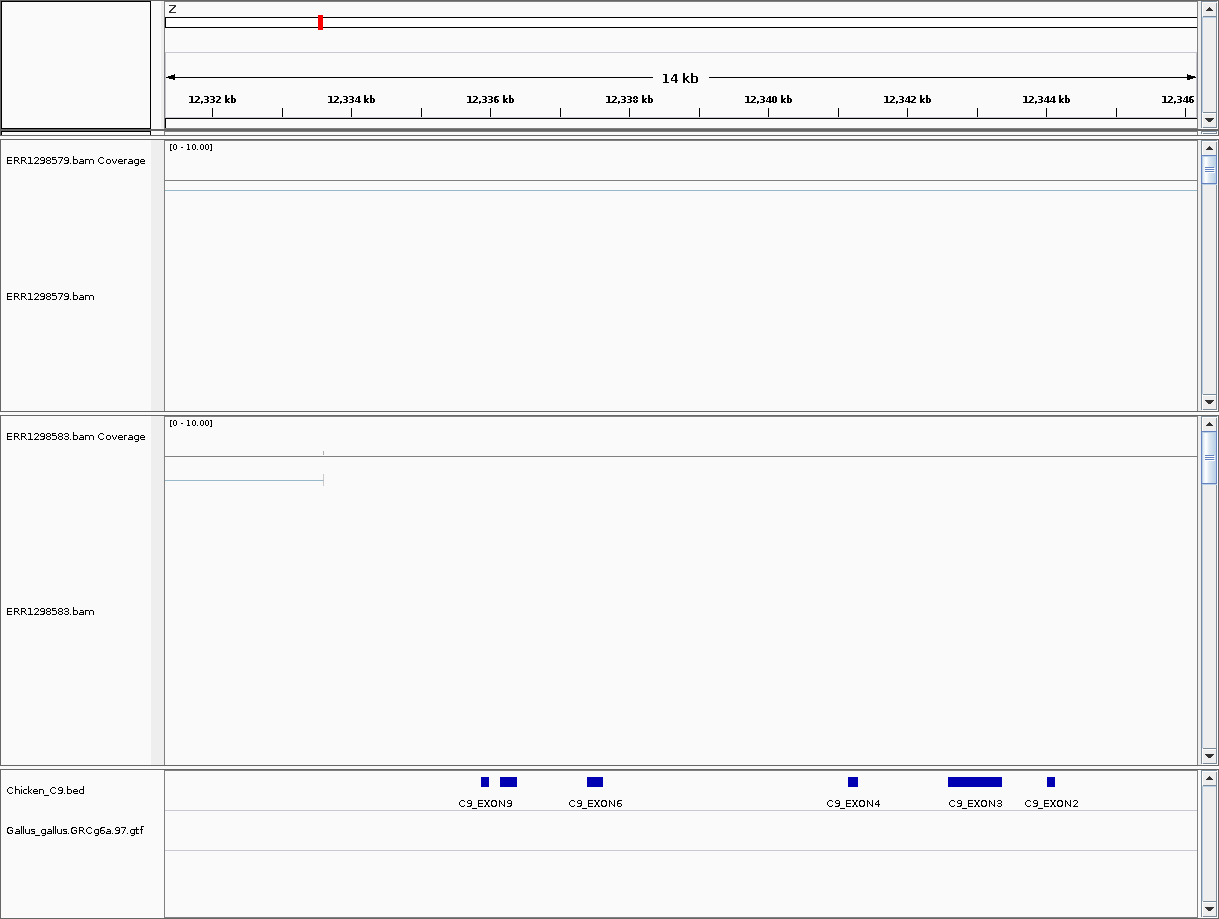 Z
14 kb
12,332 kb 12,334 kb 12,336 kb 12,338 kb 12,340 kb 12,342 kb 12,344 kb 12,346
ERR1298579.bam Coverage
[0 - 10.00]
ERR1298579.bam
ERR1298583.bam Coverage
[0 - 10.00]
ERR1298583.bam
Chicken_C9.bed
C9_EXON9 C9_EXON6 C9_EXON4 C9_EXON3 C9_EXON2
Gallus_gallus.GRCg6a.97.gtf